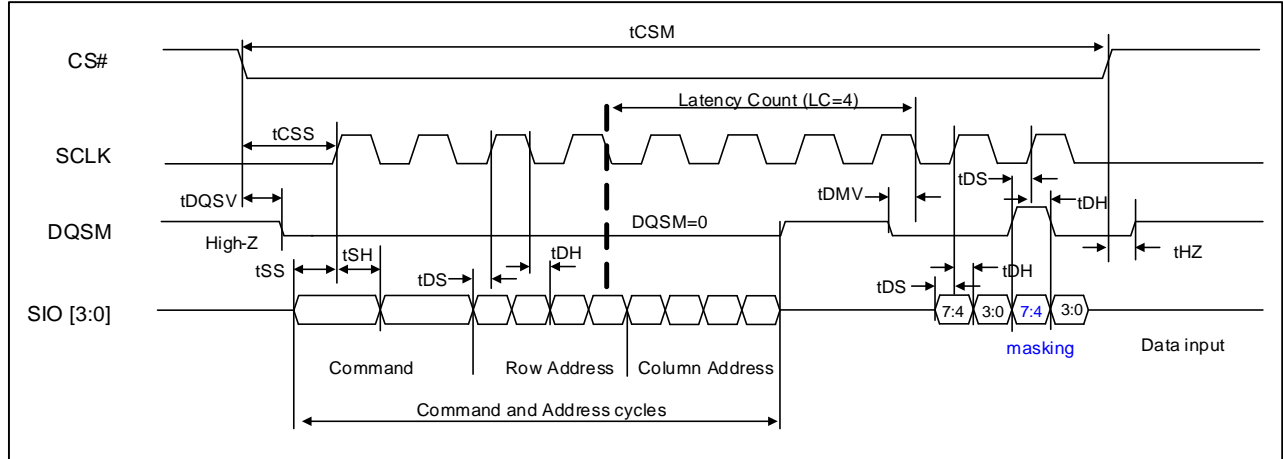 tCSM
CS#
Latency Count (LC=4)
tCSS
SCLK
tDS
tDQSV
tDMV
tDH
DQSM
DQSM=0
High-Z
tHZ
tSS
tSH
tDS
tDH
tDS
tDH
SIO [3:0]
7:4 3:0 7:4 3:0
masking
Data input
Command
Row Address
Column Address
Command and Address cycles